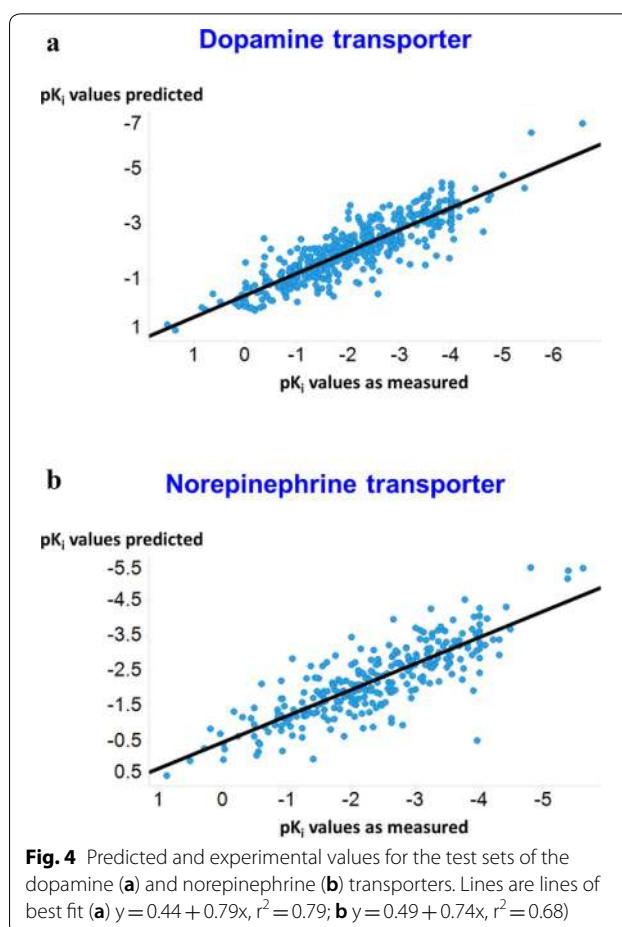 a
Dopamine transporter
pKi values predicted
-7
-5
-3
-1
1
1 0 -1 -2 -3 -4 -5 -6
pKi values as measured
b
Norepinephrine transporter
pKi values predicted
-5.5
-4.5
-3.5
-2.5
-1.5
-0.5
0.5
1 0 -1 -2 -3 -4 -5
pKi values as measured
Fig. 4 Predicted and experimental values for the test sets of the
dopamine (a) and norepinephrine (b) transporters. Lines are lines of
best fit (a) y = 0.44 + 0.79x, r² = 0.79; b y = 0.49 + 0.74x, r² = 0.68)